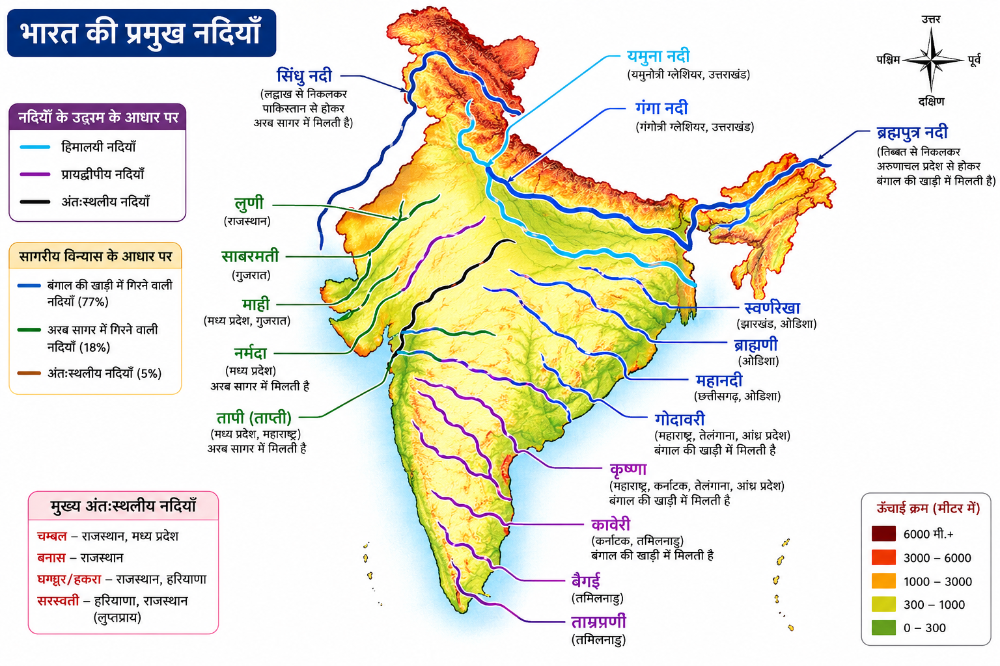 भारत की प्रमुख नदियाँ
उत्तर
पश्चिम
पूर्व
दक्षिण
नदियों के उद्गम के आधार पर
हिमालयी नदियाँ
प्रायद्वीपीय नदियाँ
अंतःस्थलीय नदियाँ
सागरीय विन्यास के आधार पर
बंगाल की खाड़ी में गिरने वाली
नदियाँ (77%)
अरब सागर में गिरने वाली
नदियाँ (18%)
अंतःस्थलीय नदियाँ (5%)
मुख्य अंतःस्थलीय नदियाँ
चम्बल – राजस्थान, मध्य प्रदेश
बनास – राजस्थान
/हकरा – राजस्थान, हरियाणा
सरस्वती – हरियाणा, राजस्थान
(लुप्तप्राय)
सिंधु नदी
(लद्दाख से निकलकर
पाकिस्तान से होकर
अरब सागर में मिलती है)
लुणी
(राजस्थान)
साबरमती
(गुजरात)
माही
(मध्य प्रदेश, गुजरात)
नर्मदा
(मध्य प्रदेश)
अरब सागर में मिलती है
तापी (ताप्ती)
(मध्य प्रदेश, महाराष्ट्र)
अरब सागर में मिलती है
यमुना नदी
(यमुनोत्री ग्लेशियर, उत्तराखंड)
गंगा नदी
(गंगोत्री ग्लेशियर, उत्तराखंड)
ब्रह्मपुत्र नदी
(तिब्बत से निकलकर
अरुणाचल प्रदेश से होकर
बंगाल की खाड़ी में मिलती है)
स्वर्णरेखा
(झारखंड, ओडिशा)
ब्राह्मणी
(ओडिशा)
महानदी
(छत्तीसगढ़, ओडिशा)
गोदावरी
(महाराष्ट्र, तेलंगाना, आंध्र प्रदेश)
बंगाल की खाड़ी में मिलती है
कृष्णा
(महाराष्ट्र, कर्नाटक, तेलंगाना, आंध्र प्रदेश)
बंगाल की खाड़ी में मिलती है
कावेरी
(कर्नाटक, तमिलनाडु)
बंगाल की खाड़ी में मिलती है
बैगई
(तमिलनाडु)
ताम्रप्रर्णी
(तमिलनाडु)
ऊँचाई क्रम (मीटर में)
6000 मी.+
3000 – 6000
1000 – 3000
300 – 1000
0 – 300